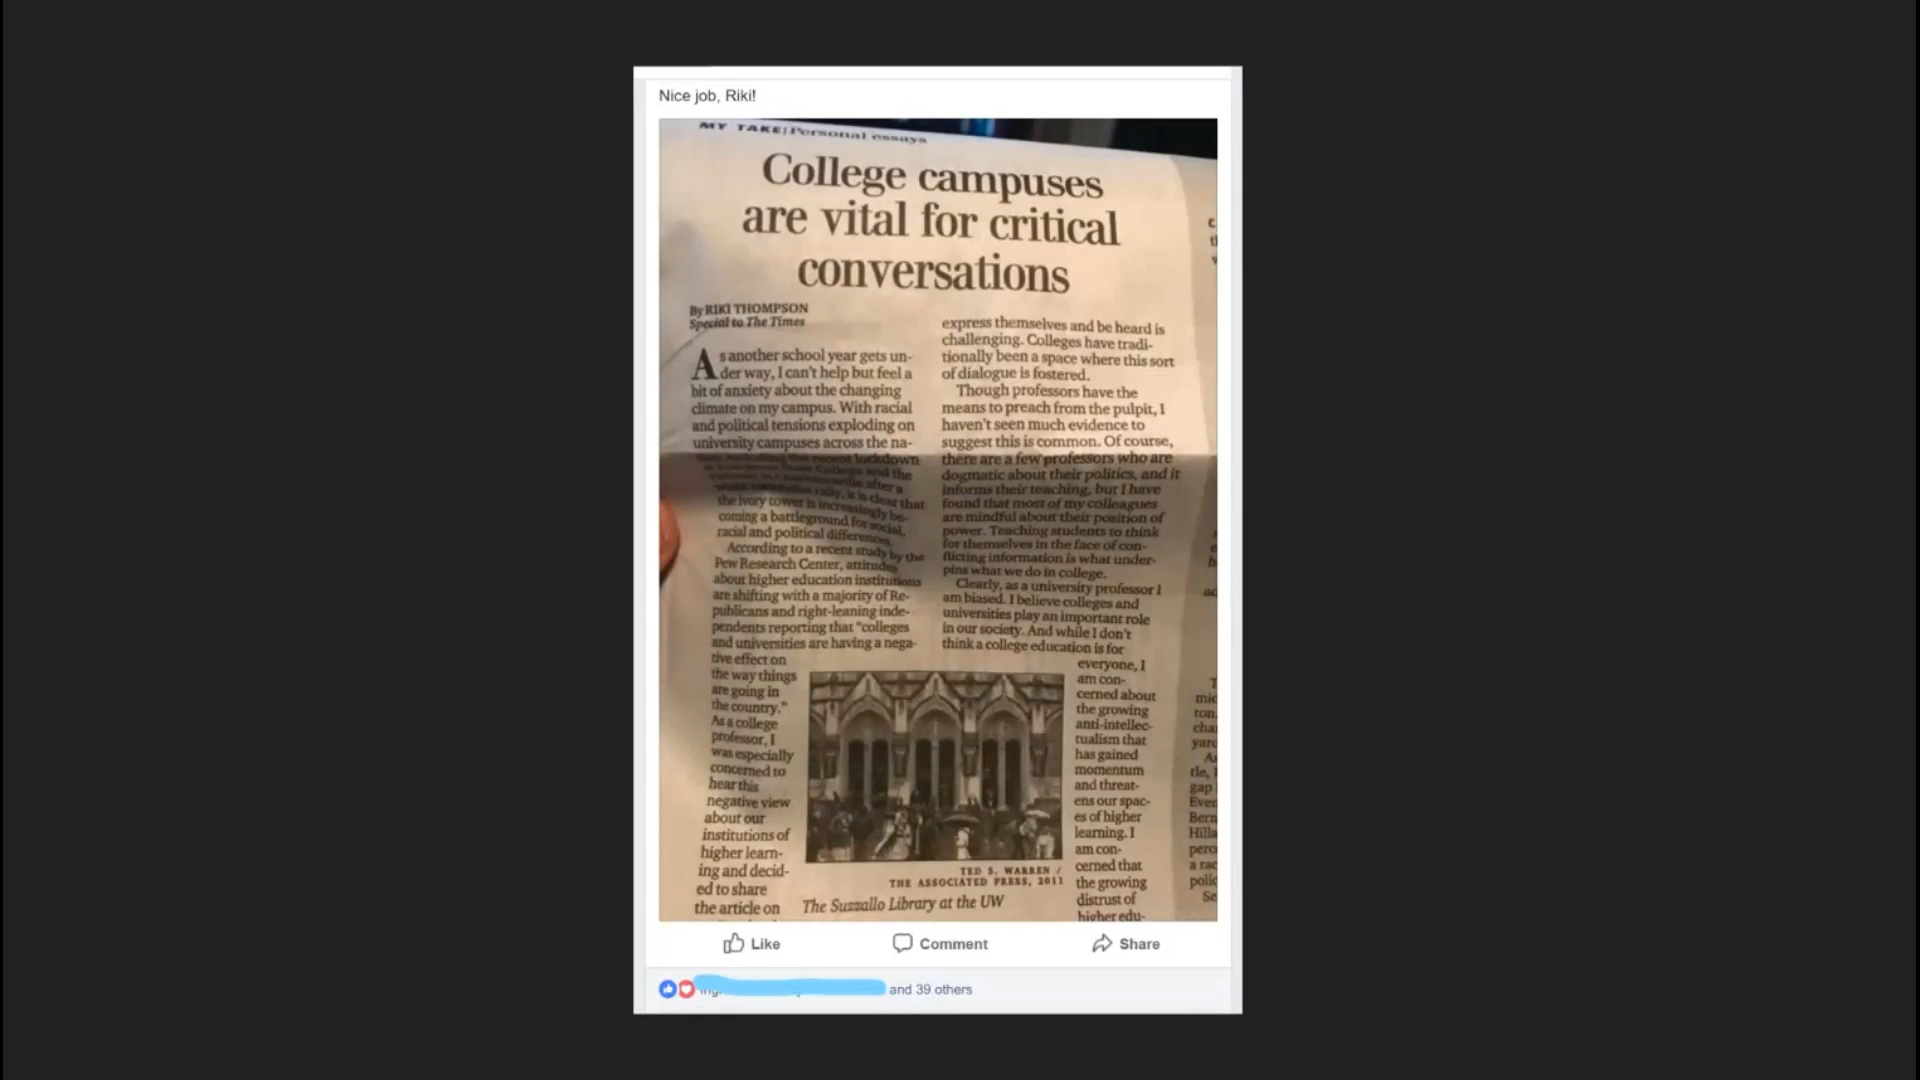 Nice job, Riki!
MY TAKE | Personal essays
College campuses
are vital for critical
conversations
By RIKI THOMPSON
Special to The Times
As another school year gets un-
der way, I can't help but feel a
bit of anxiety about the changing
climate on my campus. With racial
and political tensions exploding on
university campuses across the na-
recent lockdown
State College and the
after a
rally, it is clear that
the ivory tower is increasingly be-
coming a battleground for social,
racial and political differences.
According to a recent study by the
Pew Research Center, attitudes
about higher education institutions
are shifting with a majority of Re-
publicans and right-leaning inde-
pendents reporting that "colleges
and universities are having a nega-
tive effect on
the way things
are going in
the country."
As a college
professor, I
was especially
concerned to
hear this
negative view
about our
institutions of
higher learn-
ing and decid-
ed to share
the article on
express themselves and be heard is
challenging. Colleges have tradi-
tionally been a space where this sort
of dialogue is fostered.
Though professors have the
means to preach from the pulpit, I
haven't seen much evidence to
suggest this is common. Of course,
there are a few professors who are
dogmatic about their politics, and it
informs their teaching, but I have
found that most of my colleagues
are mindful about their position of
power. Teaching students to think
for themselves in the face of con-
flicting information is what under-
pins what we do in college.
Clearly, as a university professor I
am biased. I believe colleges and
universities play an important role
in our society. And while I don't
think a college education is for
everyone, I
am con-
cerned about
the growing
anti-intellec-
tualism that
has gained
momentum
and threat-
ens our spac-
es of higher
learning. I
am con-
cerned that
the growing
distrust of
higher edu-
TED S. WARREN /
THE ASSOCIATED PRESS, 2011
The Suzzallo Library at the UW
Like
Comment
Share
and 39 others